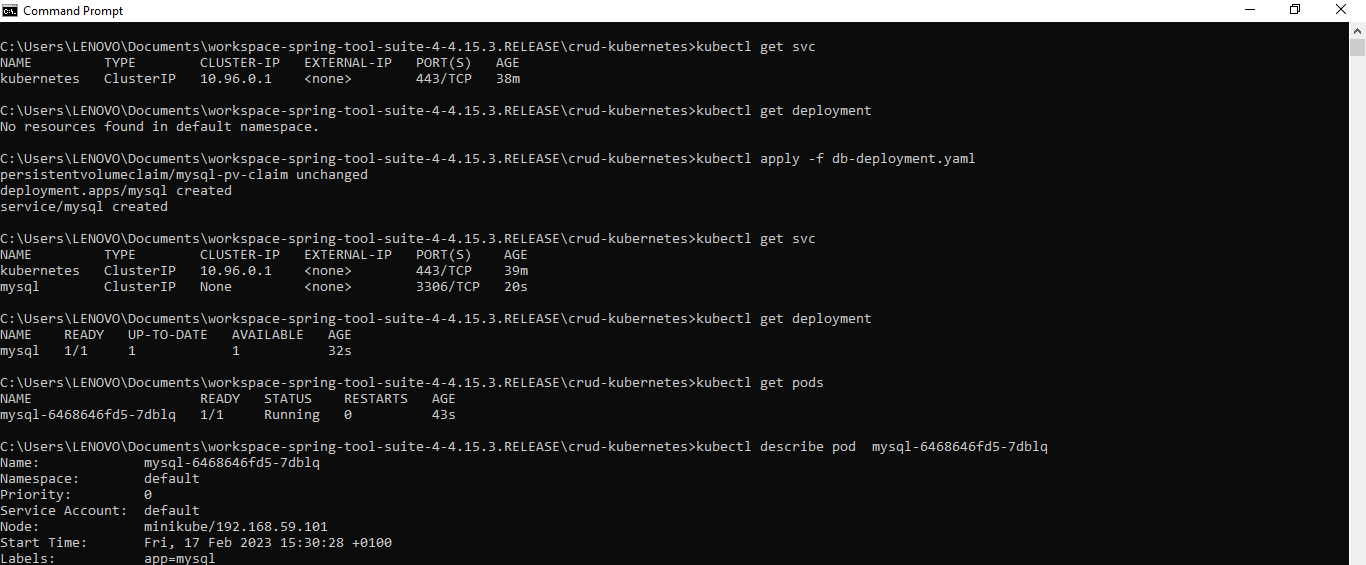 Command Prompt
C:\Users\LENOVO\Documents\workspace-spring-tool-suite-4-4.15.3.RELEASE\crud-kubernetes>kubectl get svc
NAME         TYPE        CLUSTER-IP   EXTERNAL-IP   PORT(S)   AGE
kubernetes   ClusterIP   10.96.0.1    <none>        443/TCP   38m
C:\Users\LENOVO\Documents\workspace-spring-tool-suite-4-4.15.3.RELEASE\crud-kubernetes>kubectl get deployment
No resources found in default namespace.
C:\Users\LENOVO\Documents\workspace-spring-tool-suite-4-4.15.3.RELEASE\crud-kubernetes>kubectl apply -f db-deployment.yaml
persistentvolumeclaim/mysql-pv-claim unchanged
deployment.apps/mysql created
service/mysql created
C:\Users\LENOVO\Documents\workspace-spring-tool-suite-4-4.15.3.RELEASE\crud-kubernetes>kubectl get svc
NAME         TYPE        CLUSTER-IP   EXTERNAL-IP   PORT(S)    AGE
kubernetes   ClusterIP   10.96.0.1    <none>        443/TCP    39m
mysql        ClusterIP   None         <none>        3306/TCP   20s
C:\Users\LENOVO\Documents\workspace-spring-tool-suite-4-4.15.3.RELEASE\crud-kubernetes>kubectl get deployment
NAME    READY   UP-TO-DATE   AVAILABLE   AGE
mysql   1/1     1            1           32s
C:\Users\LENOVO\Documents\workspace-spring-tool-suite-4-4.15.3.RELEASE\crud-kubernetes>kubectl get pods
NAME                     READY   STATUS    RESTARTS   AGE
mysql-6468646fd5-7dblq   1/1     Running   0          43s
C:\Users\LENOVO\Documents\workspace-spring-tool-suite-4-4.15.3.RELEASE\crud-kubernetes>kubectl describe pod  mysql-6468646fd5-7dblq
Name:             mysql-6468646fd5-7dblq
Namespace:        default
Priority:         0
Service Account:  default
Node:             minikube/192.168.59.101
Start Time:       Fri, 17 Feb 2023 15:30:28 +0100
Labels:           app=mysql